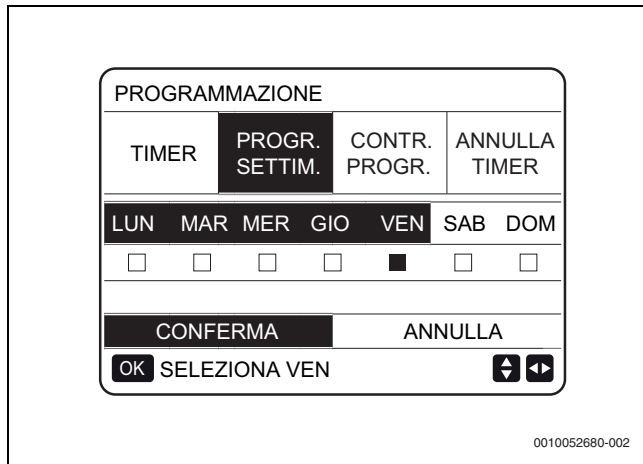 PROGRAMMAZIONE
TIMER PROGR. SETTIM. CONTR. PROGR. ANNULLA TIMER
LUN MAR MER GIO VEN SAB DOM
CONFERMA ANNULLA
OK SELEZIONA VEN
0010052680-002